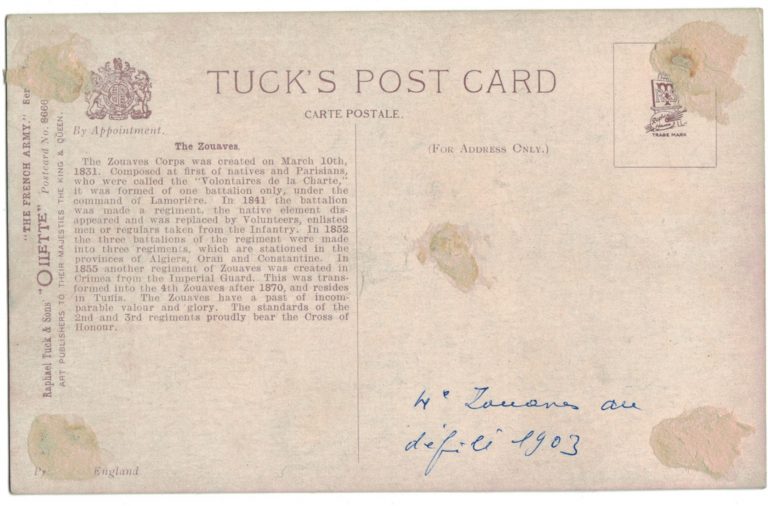 TUCK'S POST CARD
CARTE POSTALE.
By Appointment.
(FOR ADDRESS ONLY.)
TRADE MARK
The Zouaves.
The Zouaves Corps was created on March 10th,
1831. Composed at first of natives and Parisians,
who were called the "Volontaires de la Charte,"
it was formed of one battalion only, under the
command of Lamorière. In 1841 the battalion
was made a regiment, the native element dis-
appeared and was replaced by Volunteers, enlisted
men or regulars taken from the Infantry. In 1852
the three battalions of the regiment were made
into three regiments, which are stationed in the
provinces of Algiers, Oran and Constantine. In
1855 another regiment of Zouaves was created in
Crimea from the Imperial Guard. This was trans-
formed into the 4th Zouaves after 1870, and resides
in Tunis. The Zouaves have a past of incom-
parable valour and glory. The standards of the
2nd and 3rd regiments proudly bear the Cross of
Honour.
"THE FRENCH ARMY."
Raphael Tuck & Sons' "OILETTE" Postcard No. 8666
ART PUBLISHERS TO THEIR MAJESTIES THE KING & QUEEN.
4e Zouaves au
défilé 1903
England